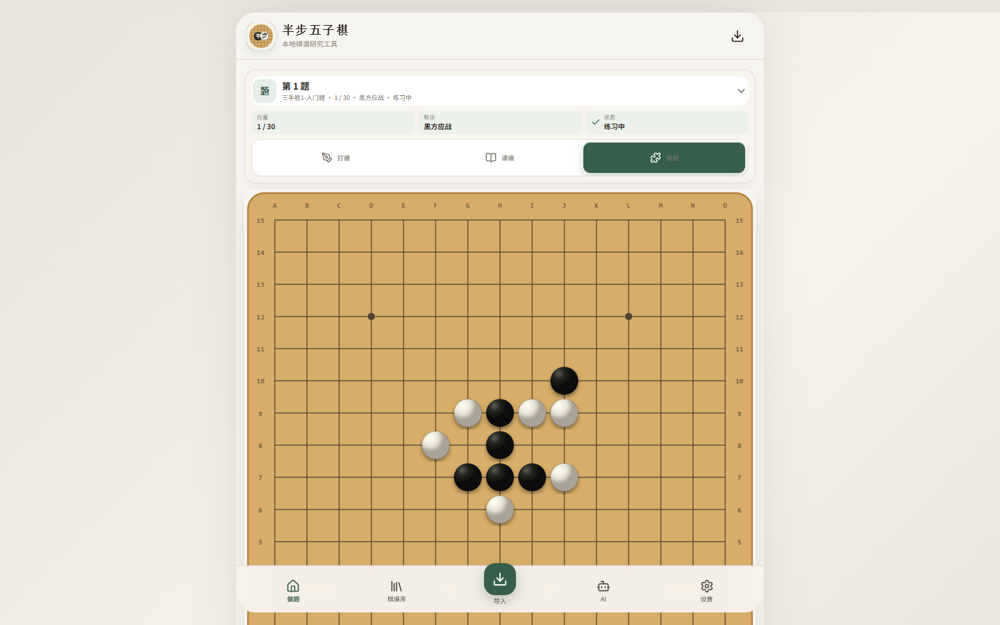 半步五子棋
本地棋谱研究工具
题
第 1 题
三手胜1-入门题 · 1 / 30 · 黑方应战 · 练习中
位置
1 / 30
轮次
黑方应战
状态
练习中
打谱
读谱
做题
A B C D E F G H I J K L M N O
15 15
14 14
13 13
12 12
11 11
10 10
9 9
8 8
7 7
6 6
5 5
做题
棋谱库
导入
AI
设置